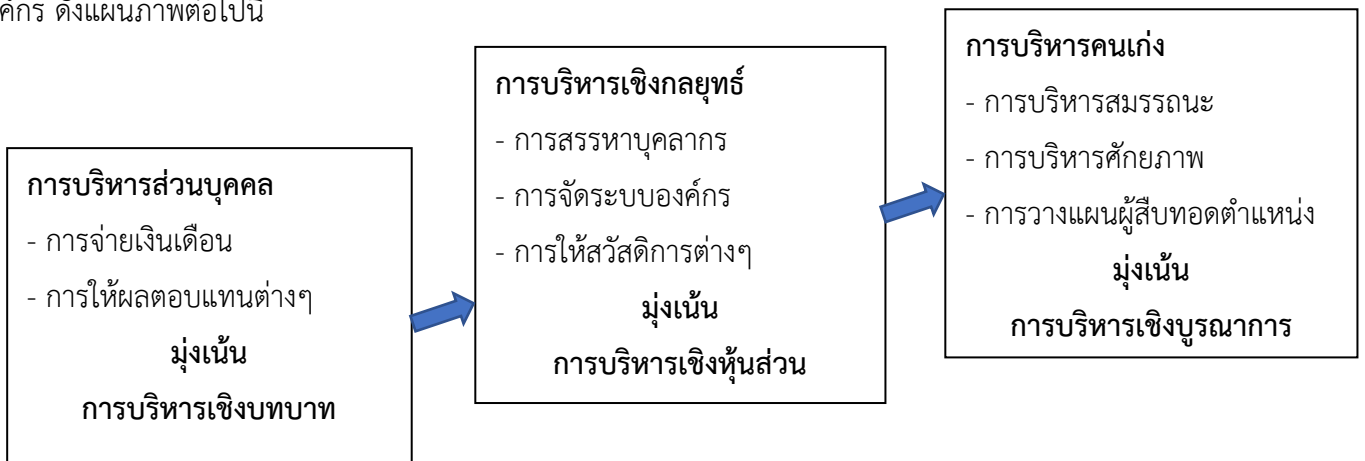 ค์กร ดังแผนภาพต่อไปนี้
การบริหารส่วนบุคคล
- การจ่ายเงินเดือน
- การให้ผลตอบแทนต่างๆ
มุ่งเน้น
การบริหารเชิงบทบาท
การบริหารเชิงกลยุทธ์
- การสรรหาบุคลากร
- การจัดระบบองค์กร
- การให้สวัสดิการต่างๆ
มุ่งเน้น
การบริหารเชิงหุ้นส่วน
การบริหารคนเก่ง
- การบริหารสมรรถนะ
- การบริหารศักยภาพ
- การวางแผนผู้สืบทอดตำแหน่ง
มุ่งเน้น
การบริหารเชิงบูรณาการ